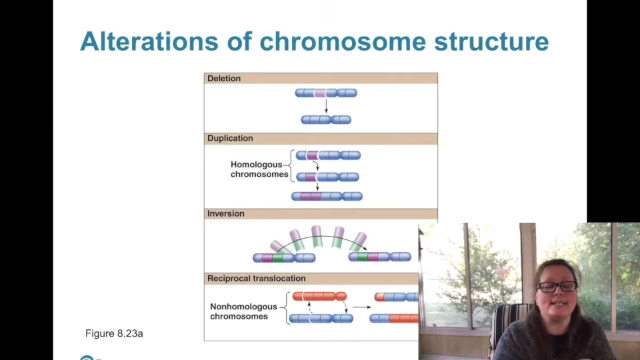 Alterations of chromosome structure
Deletion
Duplication
Homologous
chromosomes
Inversion
Reciprocal translocation
Nonhomologous
chromosomes
Figure 8.23a